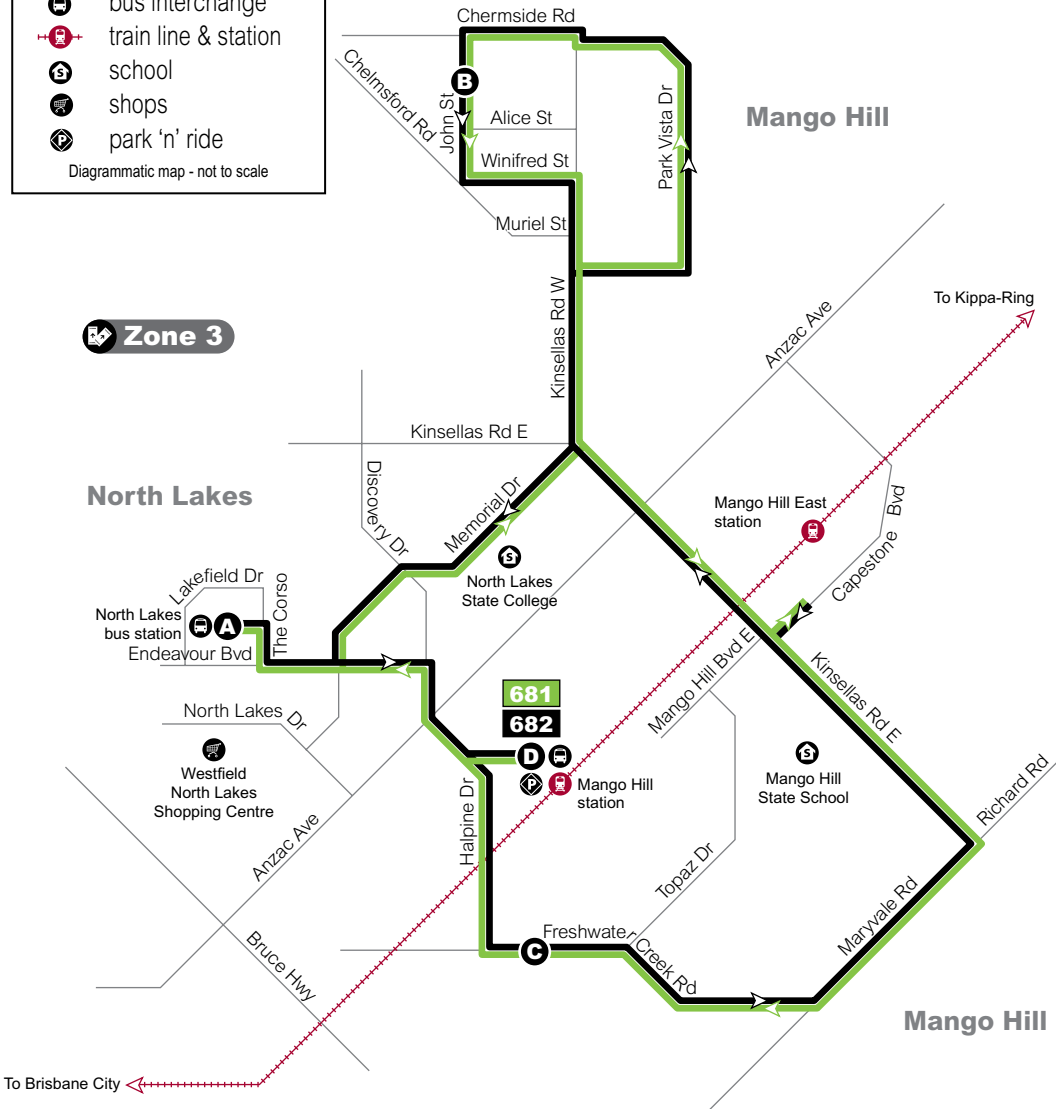 bus interchange
train line & station
S
school
shops
P
park 'n' ride
Diagrammatic map - not to scale
Chermside Rd
Chelmsford Rd
B
John St
Alice St
Winifred St
Park Vista Dr
Mango Hill
Muriel St
Kinsellas Rd W
Anzac Ave
To Kippa-Ring
Zone 3
Kinsellas Rd E
North Lakes
Discovery Dr
Memorial Dr
Mango Hill East
station
Capestone Bvd
S
North Lakes
State College
Lakefield Dr
The Corso
North Lakes
bus station
A
Endeavour Bvd
Mango Hill Bvd E
Kinsellas Rd E
681
682
D
P
Mango Hill
station
North Lakes Dr
Westfield
North Lakes
Shopping Centre
S
Mango Hill
State School
Richard Rd
Halpine Dr
Anzac Ave
Topaz Dr
Maryvale Rd
Bruce Hwy
C
Freshwater Creek Rd
Mango Hill
To Brisbane City